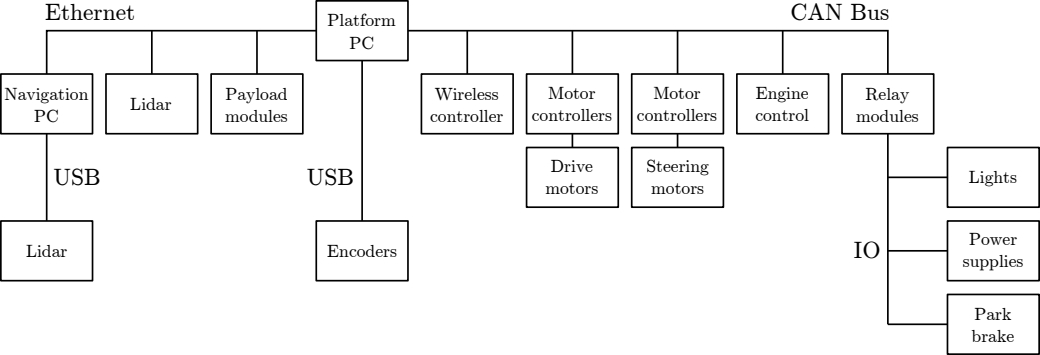 Ethernet
Platform
PC
CAN Bus
Navigation
PC
Lidar
Payload
modules
Wireless
controller
Motor
controllers
Motor
controllers
Engine
control
Relay
modules
USB
USB
Drive
motors
Steering
motors
Lights
Lidar
Encoders
IO
Power
supplies
Park
brake